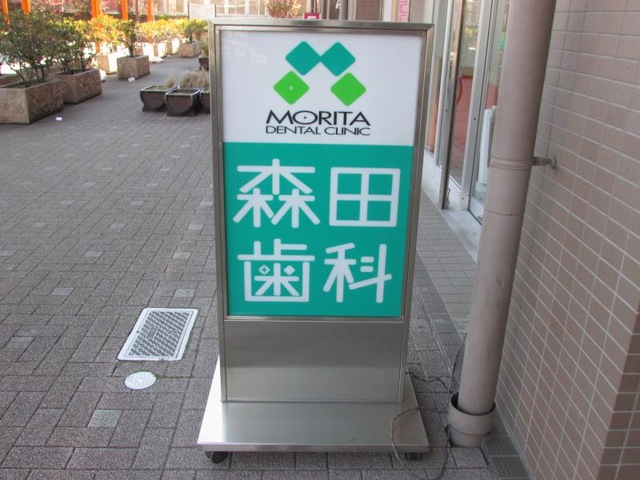 MORITA
DENTAL CLINIC
森田
歯科